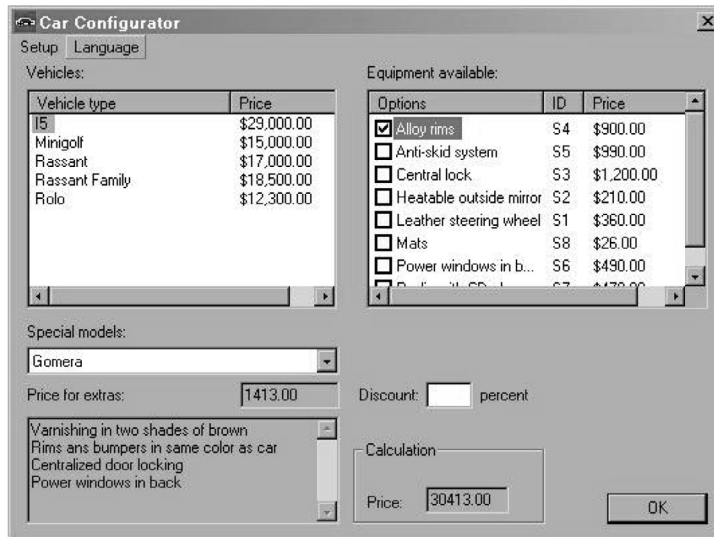 Car Configurator
Setup Language
Vehicles:
Vehicle type Price
I5 $29,000.00
Minigolf $15,000.00
Rassant $17,000.00
Rassant Family $18,500.00
Rolo $12,300.00
Equipment available:
Options ID Price
Alloy rims S4 $900.00
Anti-skid system S5 $990.00
Central lock S3 $1,200.00
Heatable outside mirror S2 $210.00
Leather steering wheel S1 $360.00
Mats S8 $26.00
Power windows in b... S6 $490.00
Special models:
Gomera
Price for extras: 1413.00
Discount: percent
Varnishing in two shades of brown
Rims ans bumpers in same color as car
Centralized door locking
Power windows in back
Calculation
Price: 30413.00
OK